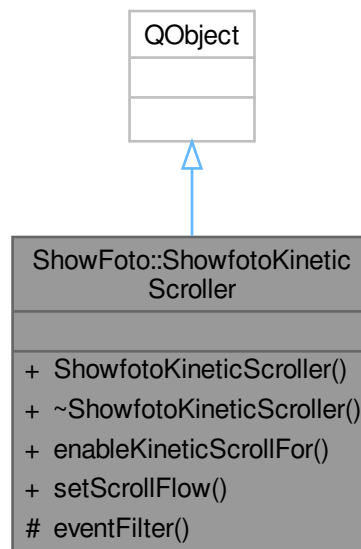 QObject
ShowFoto::ShowfotoKinetic
Scroller
+ ShowfotoKineticScroller()
+ ~ShowfotoKineticScroller()
+ enableKineticScrollFor()
+ setScrollFlow()
# eventFilter()